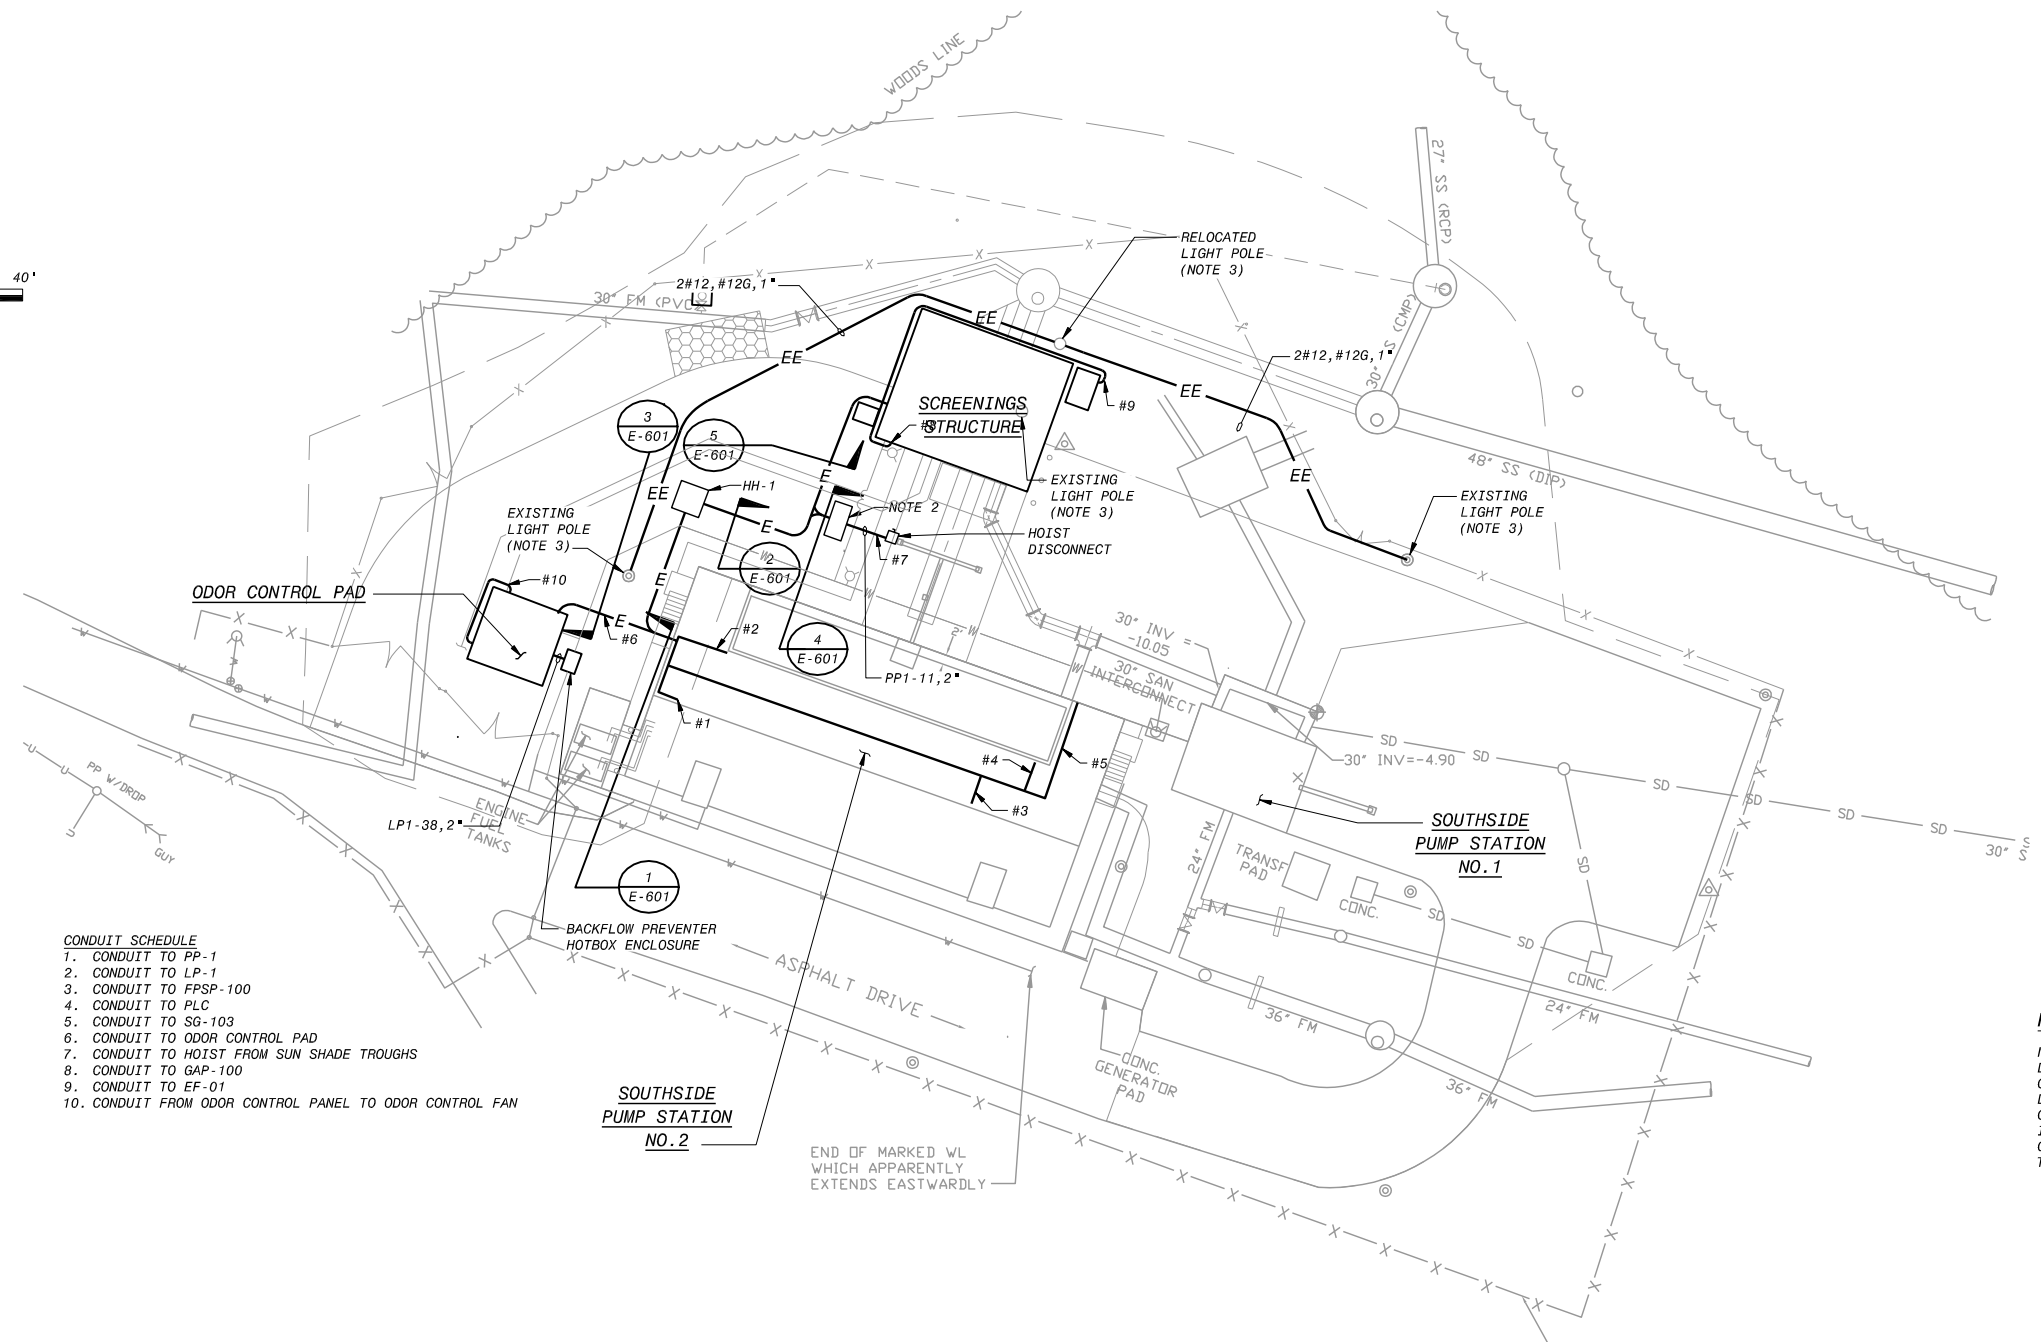 WOODS LINE
40'
RELOCATED
LIGHT POLE
(NOTE 3)
27" SS (RCP)
2#12,#12G,1"
30" FM (PVC)
EE
EE
EE
EE
EE
EE
2#12,#12G,1"
#9
SCREENINGS
STRUCTURE
3
E-601
5
E-601
48" SS (DIP)
HH-1
E
E
E
E
NOTE 2
EXISTING
LIGHT POLE
(NOTE 3)
EXISTING
LIGHT POLE
(NOTE 3)
EXISTING
LIGHT POLE
(NOTE 3)
HOIST
DISCONNECT
#7
2
E-601
#10
ODOR CONTROL PAD
#6
#2
4
E-601
PP1-11,2"
30" INV =
-10.05
30" SAN
INTERCONNECT
#1
#4
#5
#3
30" INV=-4.90
SD
SD
SD
SD
SD
SD
SD
SD
SD
PP W/DROP
GUY
U
U
U
ENGINE
FUEL
TANKS
LP1-38,2"
SOUTHSIDE
PUMP STATION
NO.1
24" FM
TRANSF
PAD
CONC.
1
E-601
BACKFLOW PREVENTER
HOTBOX ENCLOSURE
ASPHALT DRIVE
CONC.
24" FM
36" FM
36" FM
CONC.
GENERATOR
PAD
CONDUIT SCHEDULE
1. CONDUIT TO PP-1
2. CONDUIT TO LP-1
3. CONDUIT TO FPSP-100
4. CONDUIT TO PLC
5. CONDUIT TO SG-103
6. CONDUIT TO ODOR CONTROL PAD
7. CONDUIT TO HOIST FROM SUN SHADE TROUGHS
8. CONDUIT TO GAP-100
9. CONDUIT TO EF-01
10. CONDUIT FROM ODOR CONTROL PANEL TO ODOR CONTROL FAN
SOUTHSIDE
PUMP STATION
NO.2
END OF MARKED WL
WHICH APPARENTLY
EXTENDS EASTWARDLY